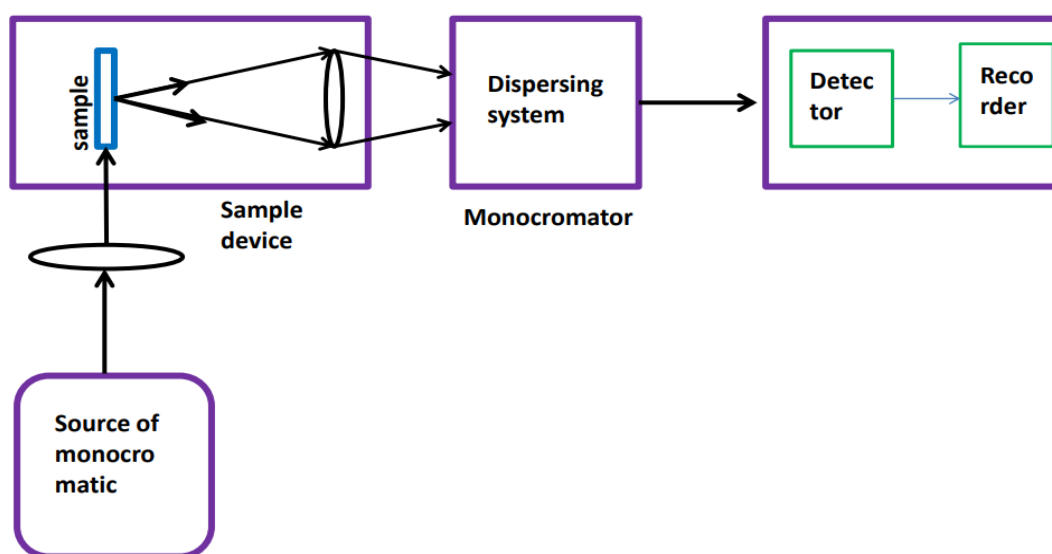 sample
Dispersing
system
Detec
tor
Reco
rder
Sample
device
Monocromator
Source of
monocro
matic